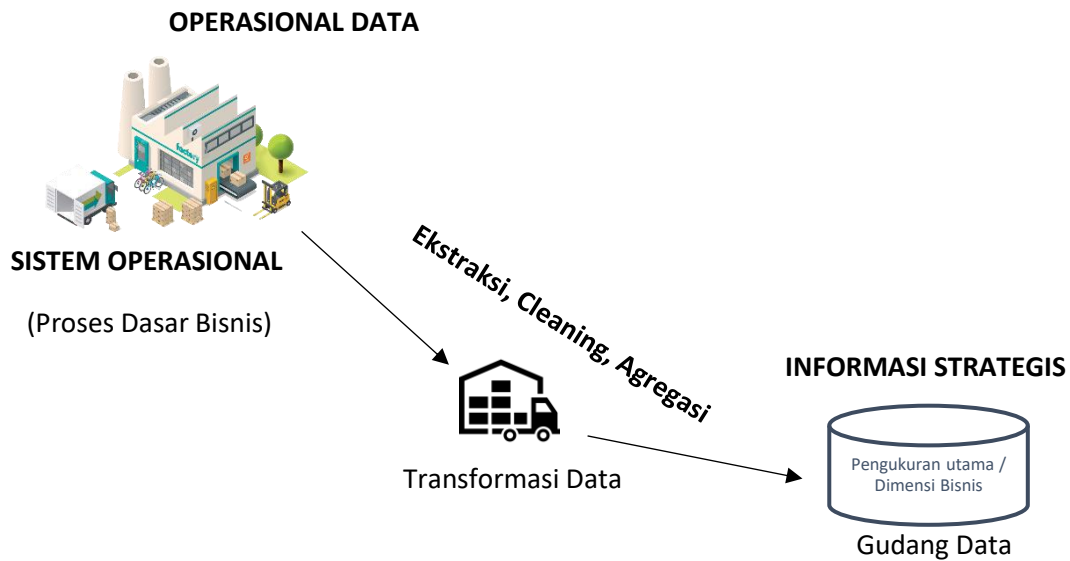 OPERASIONAL DATA
factory
SISTEM OPERASIONAL
(Proses Dasar Bisnis)
Ekstraksi, Cleaning, Agregasi
Transformasi Data
INFORMASI STRATEGIS
Pengukuran utama /
Dimensi Bisnis
Gudang Data